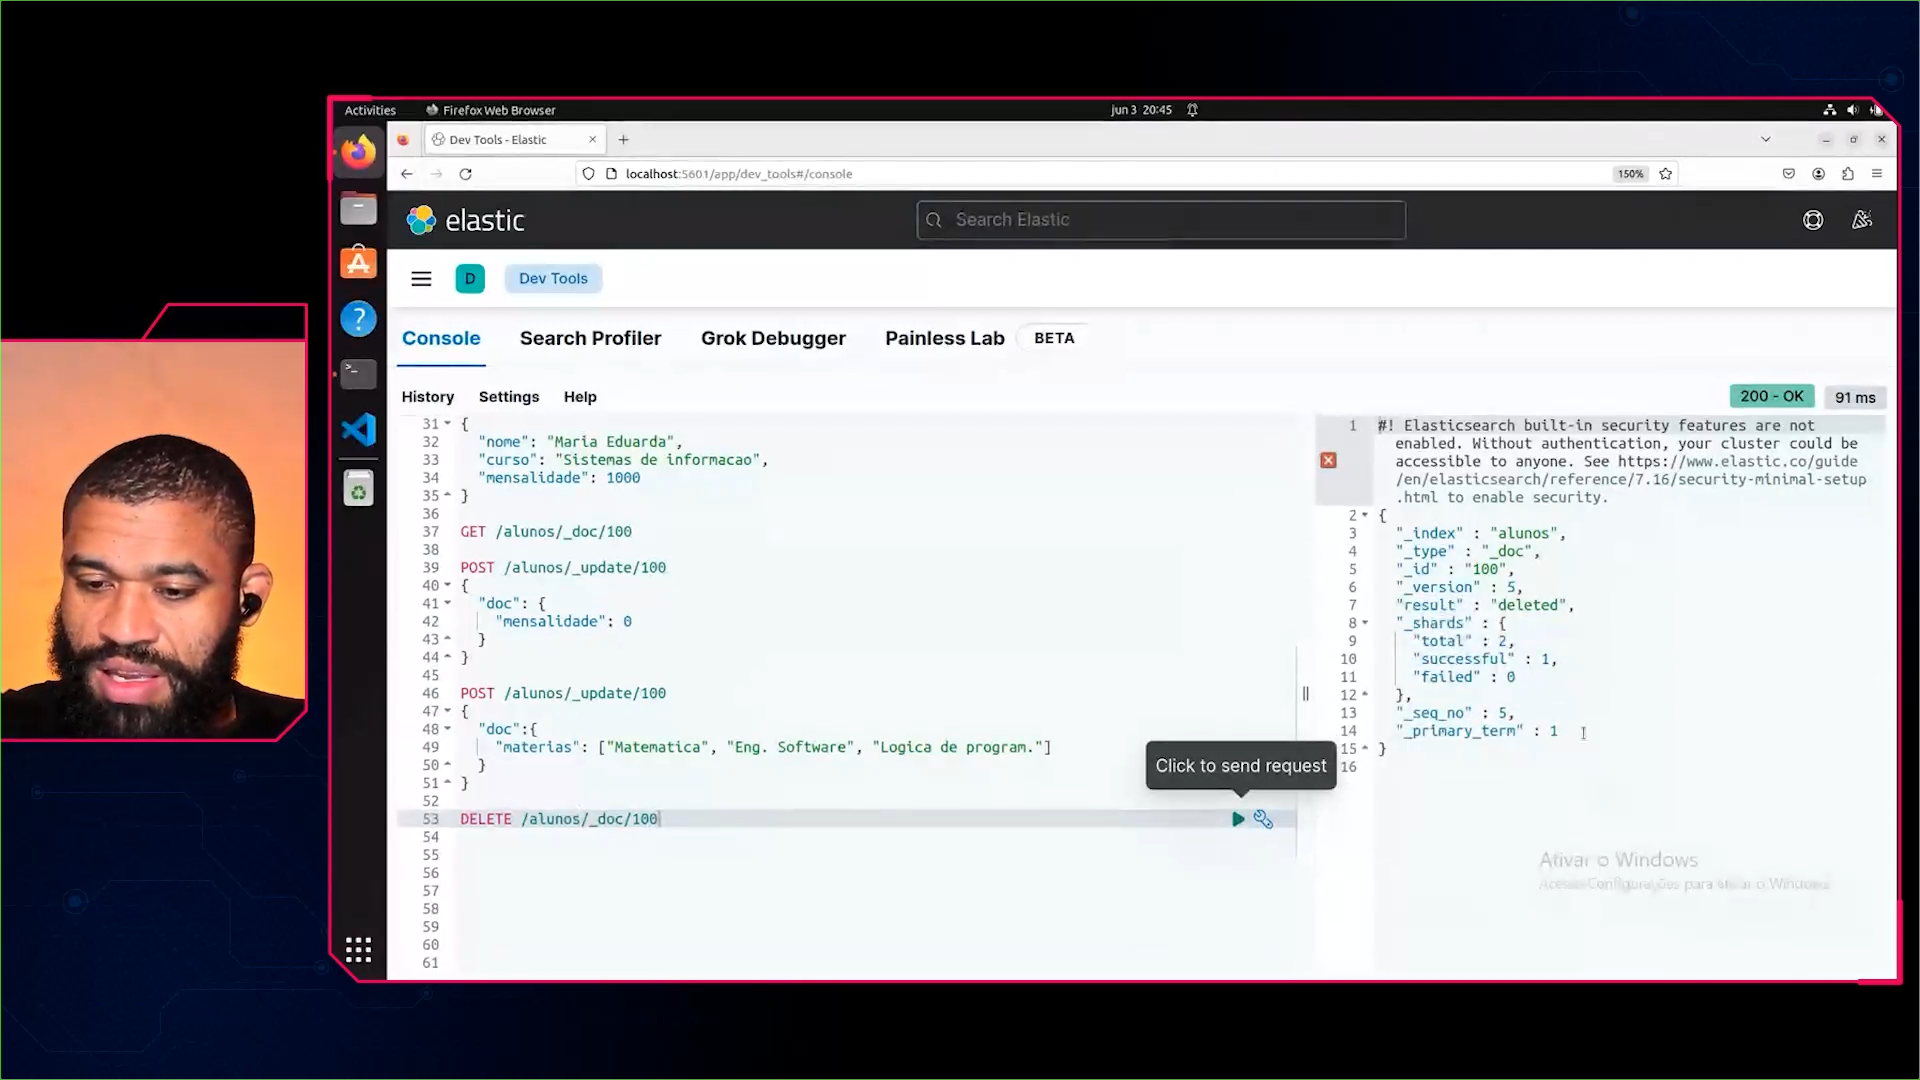 Activities
Firefox Web Browser
jun 3 20:45
Dev Tools - Elastic
localhost:5601/app/dev_tools#/console
150%
elastic
Search Elastic
D
Dev Tools
Console
Search Profiler
Grok Debugger
Painless Lab
BETA
History
Settings
Help
200 - OK
91 ms
31 {
32 "nome": "Maria Eduarda",
33 "curso": "Sistemas de informacao",
34 "mensalidade": 1000
35 }
36
37 GET /alunos/_doc/100
38
39 POST /alunos/_update/100
40 {
41 "doc": {
42 "mensalidade": 0
43 }
44 }
45
46 POST /alunos/_update/100
47 {
48 "doc":{
49 "materias": ["Matematica", "Eng. Software", "Logica de program."]
50 }
51 }
52
53 DELETE /alunos/_doc/100
54
55
56
57
58
59
60
61
Click to send request
1 #! Elasticsearch built-in security features are not
enabled. Without authentication, your cluster could be
accessible to anyone. See https://www.elastic.co/guide
/en/elasticsearch/reference/7.16/security-minimal-setup
.html to enable security.
2 {
3 "_index" : "alunos",
4 "_type" : "_doc",
5 "_id" : "100",
6 "_version" : 5,
7 "result" : "deleted",
8 "_shards" : {
9 "total" : 2,
10 "successful" : 1,
11 "failed" : 0
12 },
13 "_seq_no" : 5,
14 "_primary_term" : 1
15 }
16
Ativar o Windows
Acesse Configurações para ativar o Windows.